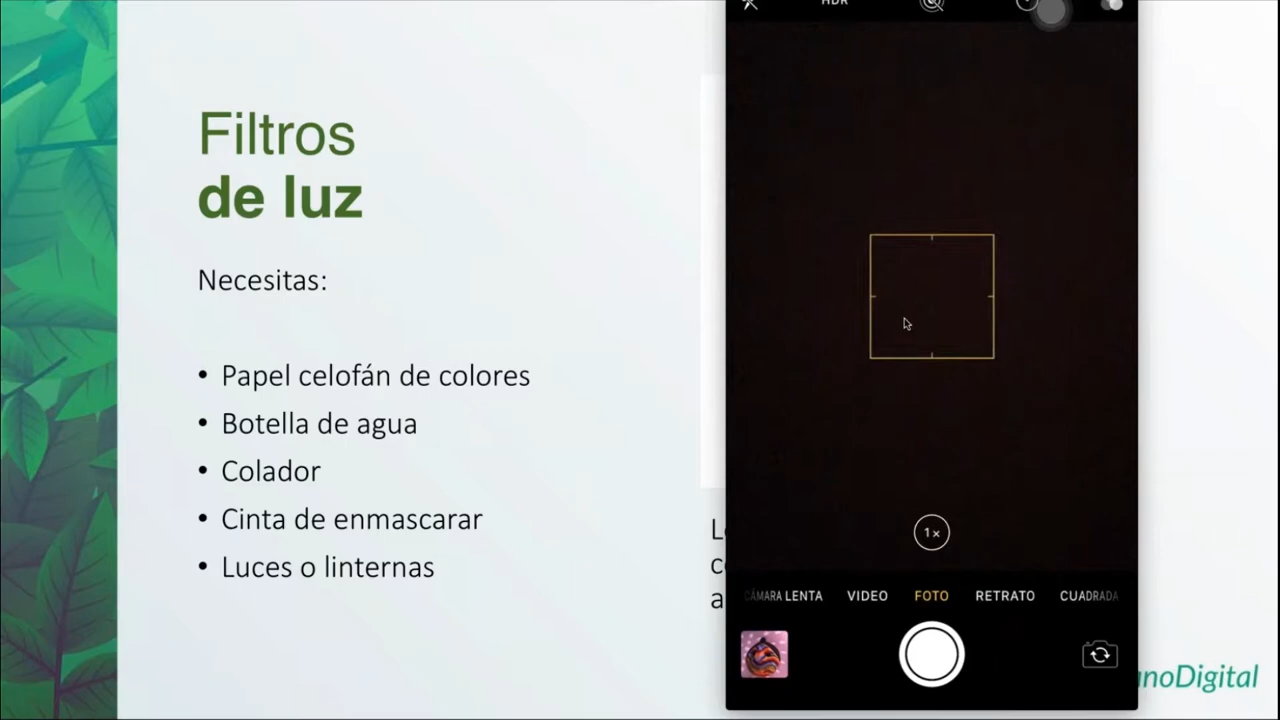 Filtros
de luz
Necesitas:
• Papel celofán de colores
• Botella de agua
• Colador
• Cinta de enmascarar
• Luces o linternas
HDR
1×
CÁMARA LENTA VIDEO FOTO RETRATO CUADRADA
noDigital